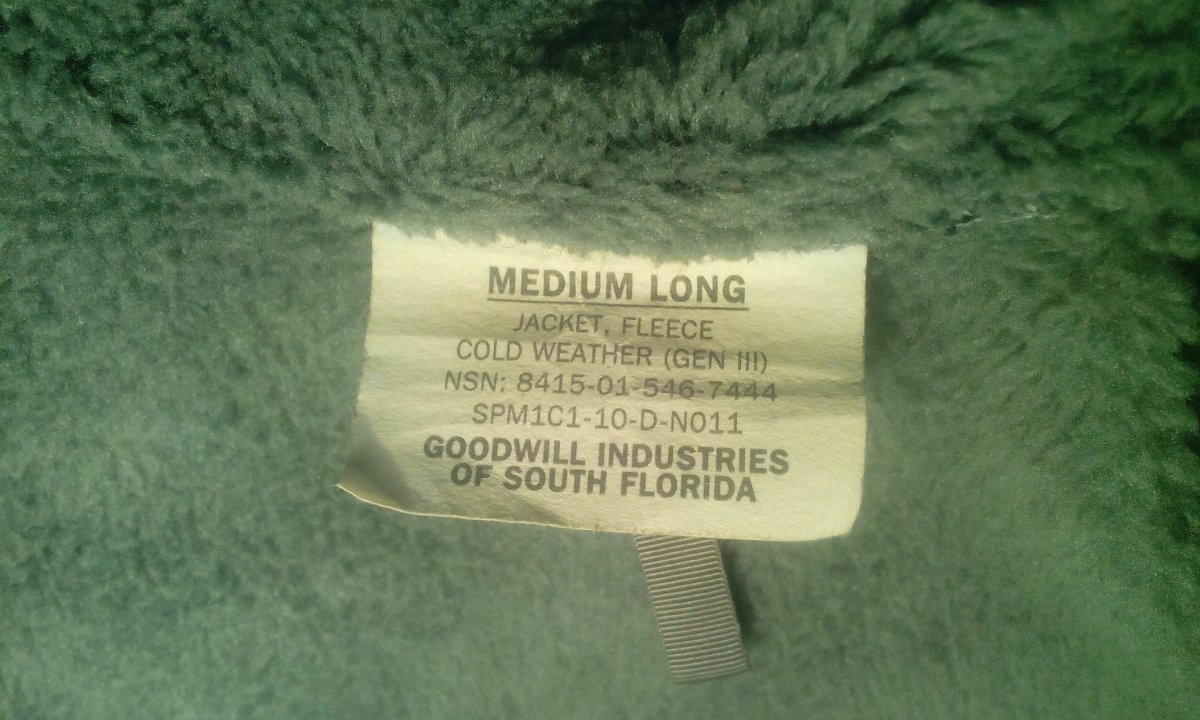 MEDIUM LONG
JACKET, FLEECE
COLD WEATHER (GEN III)
NSN: 8415-01-546-7444
SPM1C1-10-D-N011
GOODWILL INDUSTRIES
OF SOUTH FLORIDA